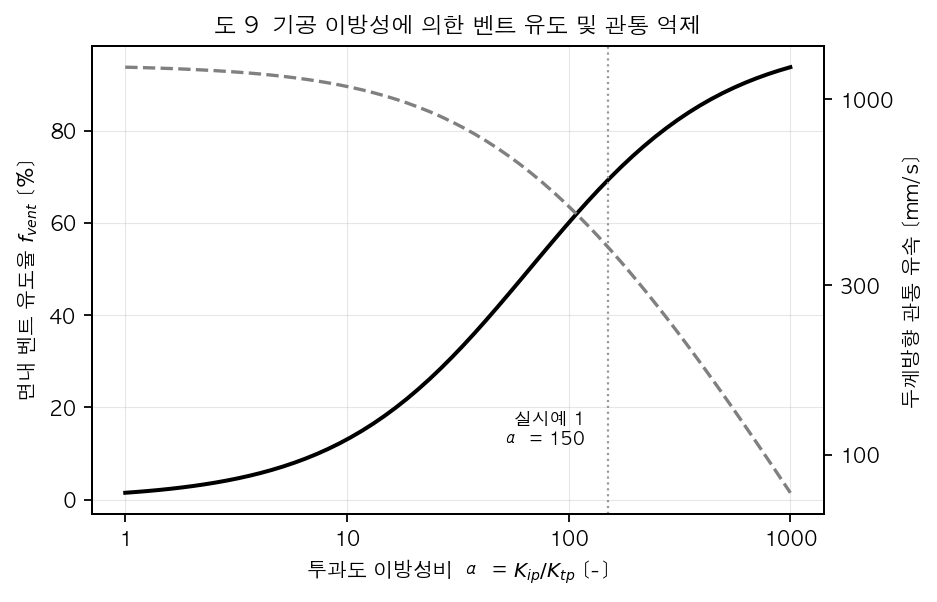 도 9 기공 이방성에 의한 벤트 유도 및 관통 억제
면내 벤트 유도율 f_vent [%]
80
60
40
20
0
실시예 1
α = 150
1000
300
100
두께방향 관통 유속 [mm/s]
1
10
100
1000
투과도 이방성비 α = K_ip/K_tp [-]